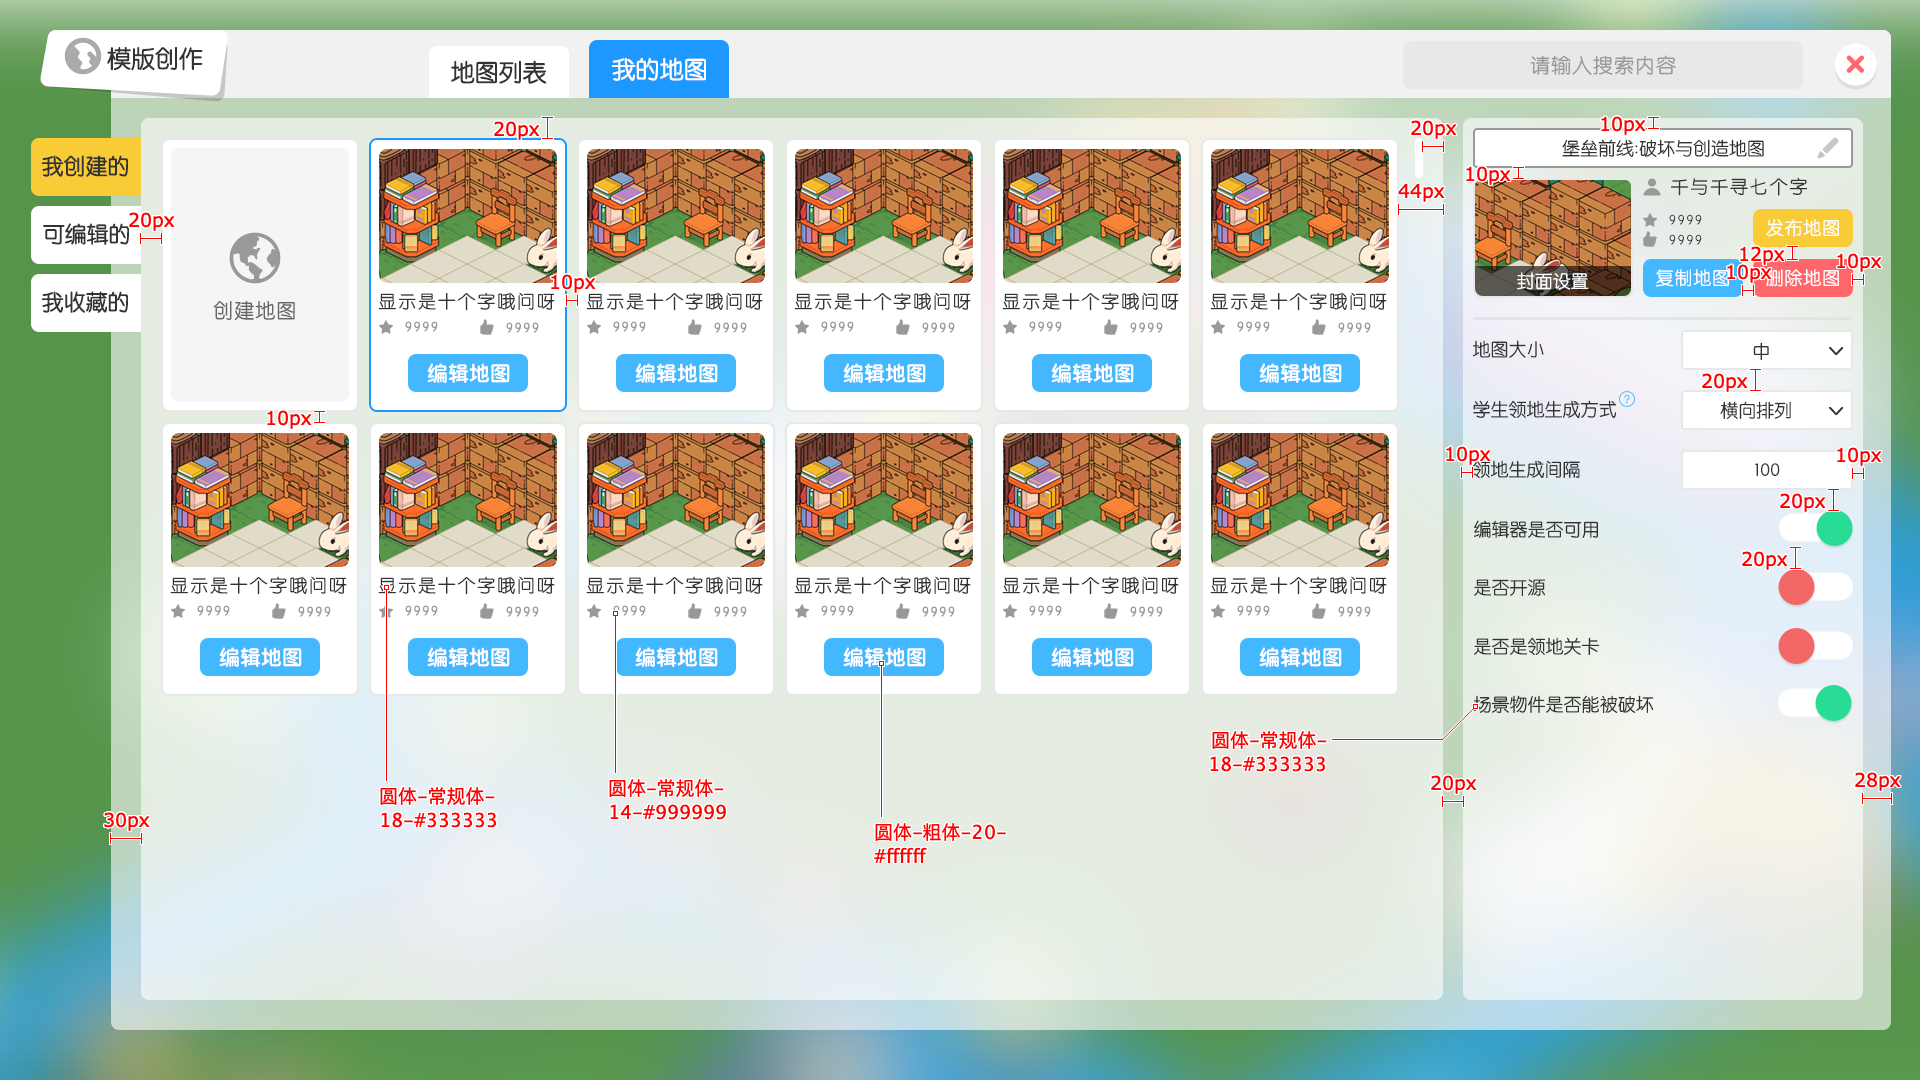 模版创作
地图列表
我的地图
请输入搜索内容
我创建的
可编辑的
我收藏的
20px
20px
创建地图
显示是十个字哦问呀
9999 9999
编辑地图
10px
显示是十个字哦问呀
9999 9999
编辑地图
显示是十个字哦问呀
9999 9999
编辑地图
显示是十个字哦问呀
9999 9999
编辑地图
显示是十个字哦问呀
9999 9999
编辑地图
20px
44px
10px
显示是十个字哦问呀
9999 9999
编辑地图
显示是十个字哦问呀
9999 9999
编辑地图
显示是十个字哦问呀
9999 9999
编辑地图
显示是十个字哦问呀
9999 9999
编辑地图
显示是十个字哦问呀
9999 9999
编辑地图
显示是十个字哦问呀
9999 9999
编辑地图
圆体-常规体-
18-#333333
圆体-常规体-
14-#999999
圆体-粗体-20-
#ffffff
圆体-常规体-
18-#333333
30px
20px
28px
10px
堡垒前线:破坏与创造地图
10px
千与千寻七个字
9999
9999
发布地图
封面设置
12px
10px
10px
复制地图
删除地图
地图大小
中
20px
学生领地生成方式
?
横向排列
10px
领地生成间隔
100
10px
20px
编辑器是否可用
20px
是否开源
是否是领地关卡
场景物件是否能被破坏